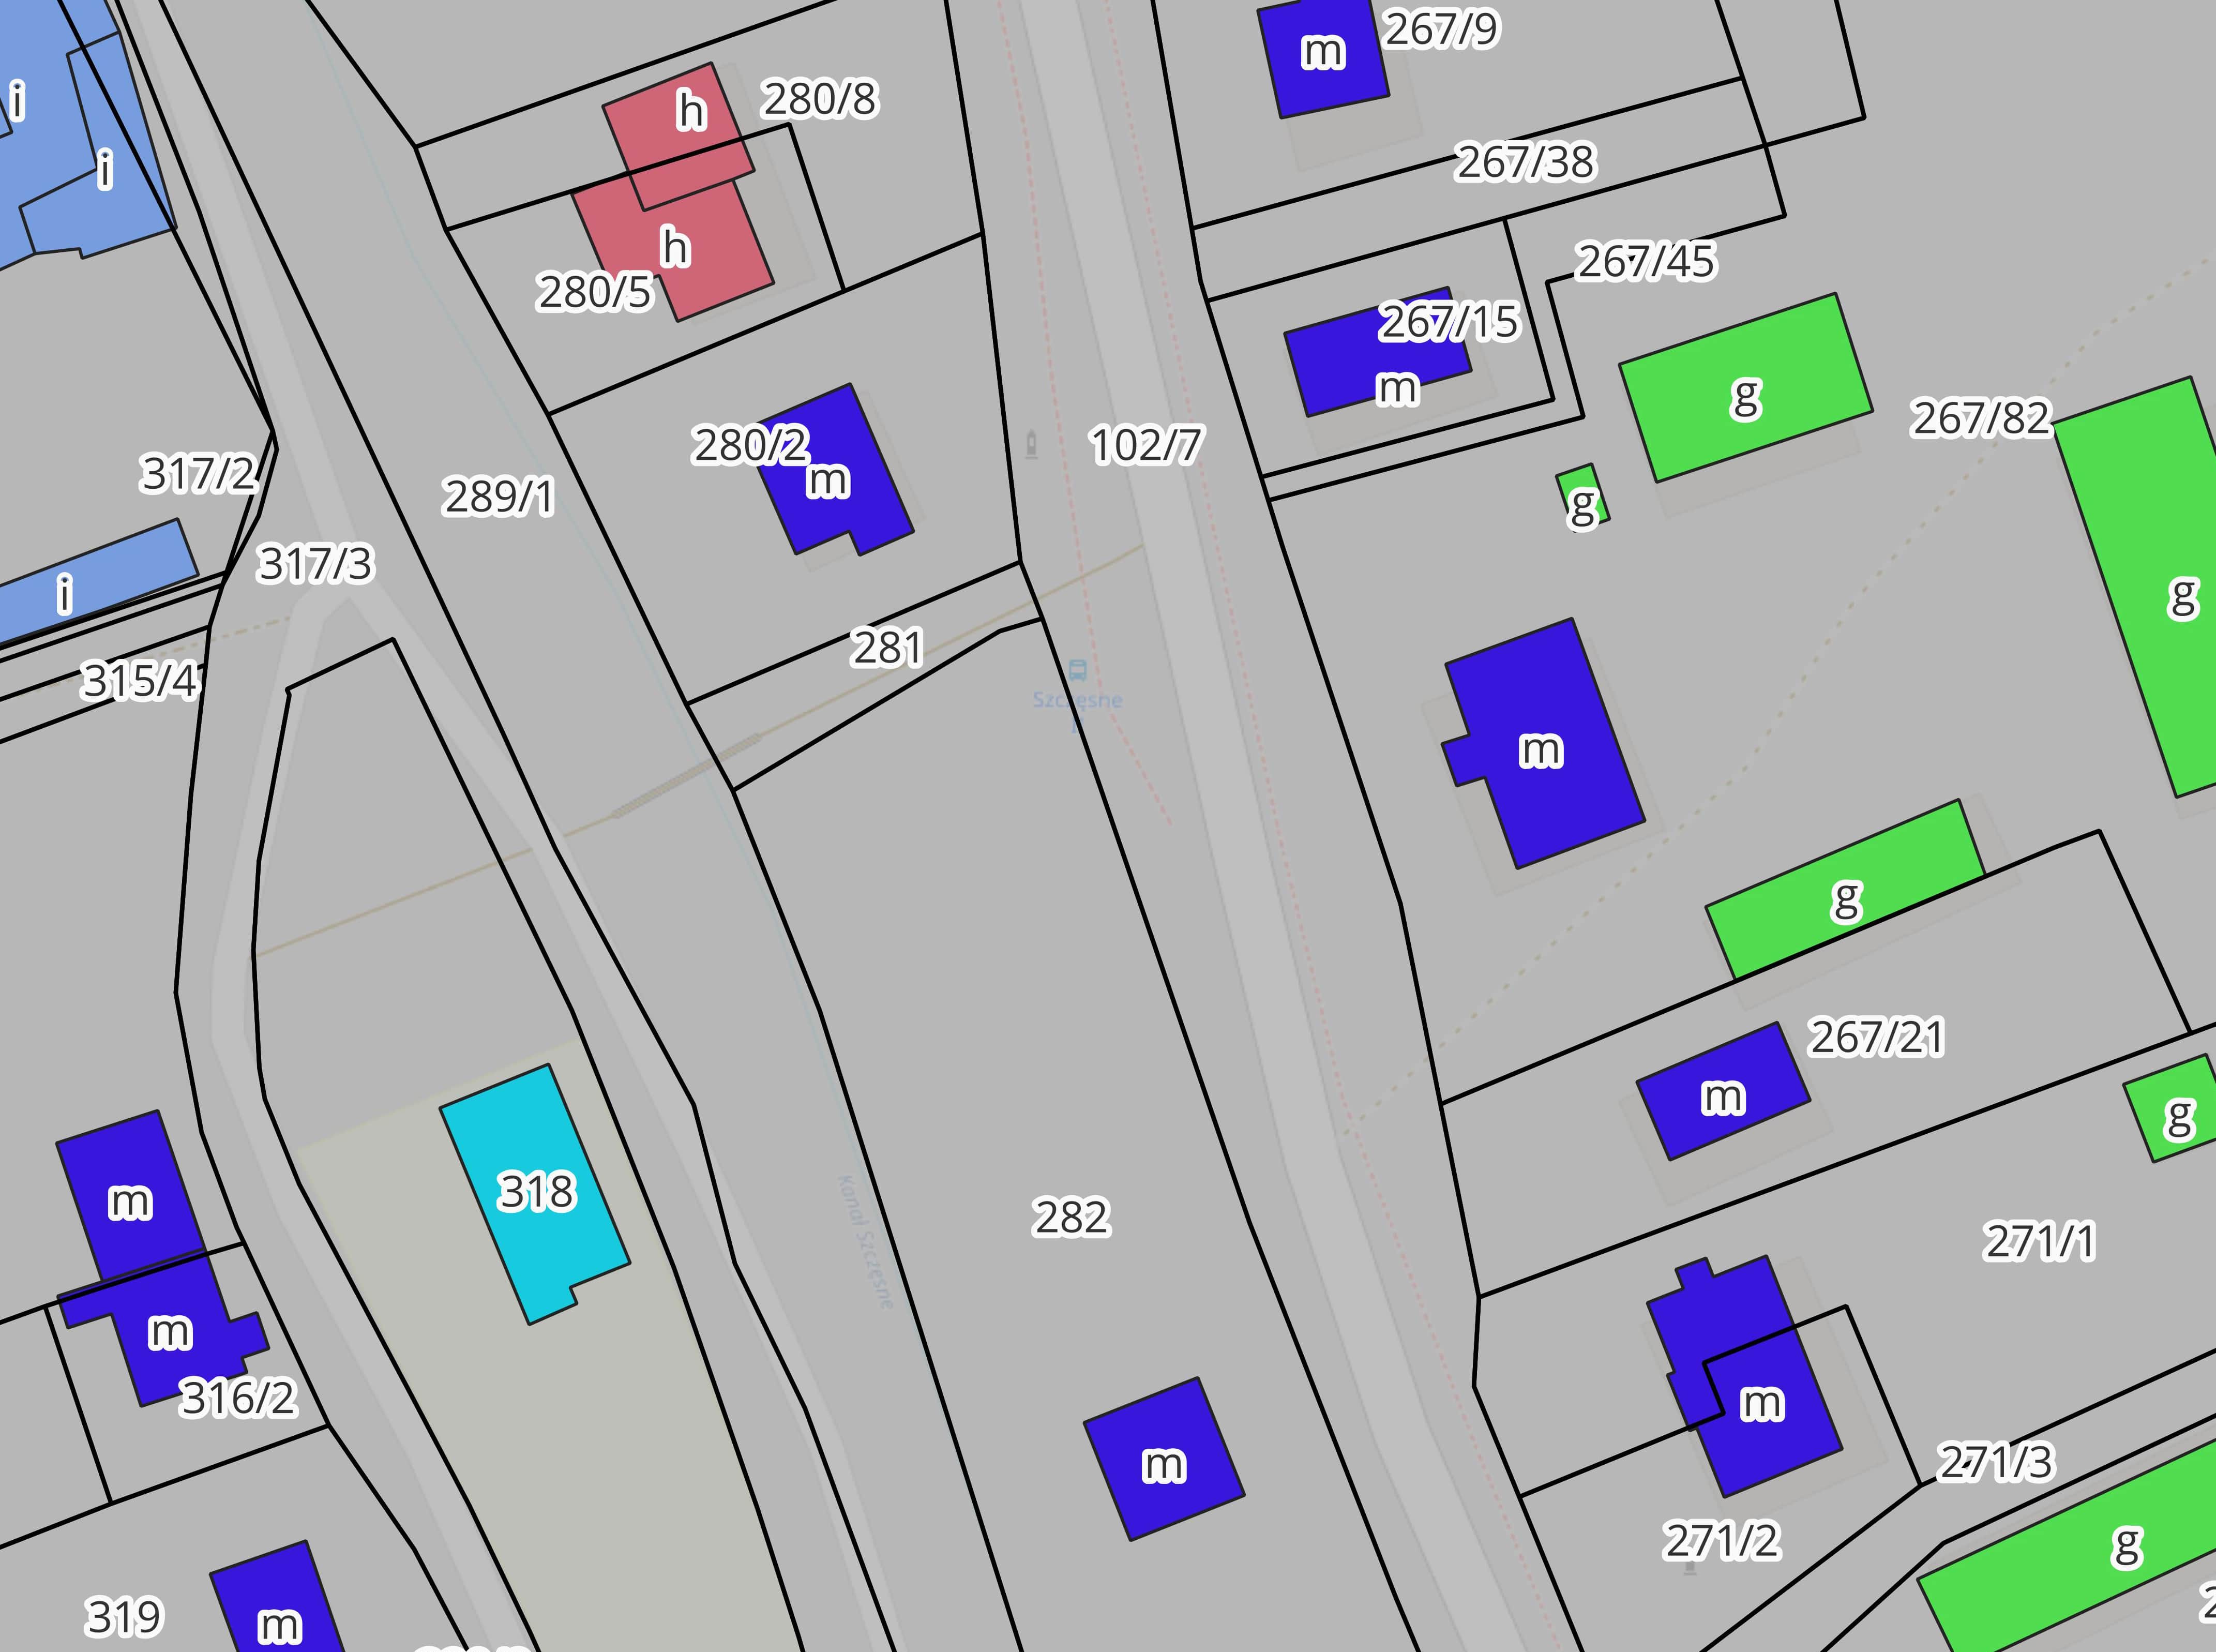 267/9
m
i
280/8
h
267/38
i
h
267/45
280/5
267/15
m
g
267/82
280/2
102/7
m
317/2
289/1
g
317/3
i
g
281
315/4
Szczęsne
m
g
267/21
m
g
318
m
282
271/1
Kanał Szczęsne
m
316/2
m
m
271/3
271/2
g
319
m